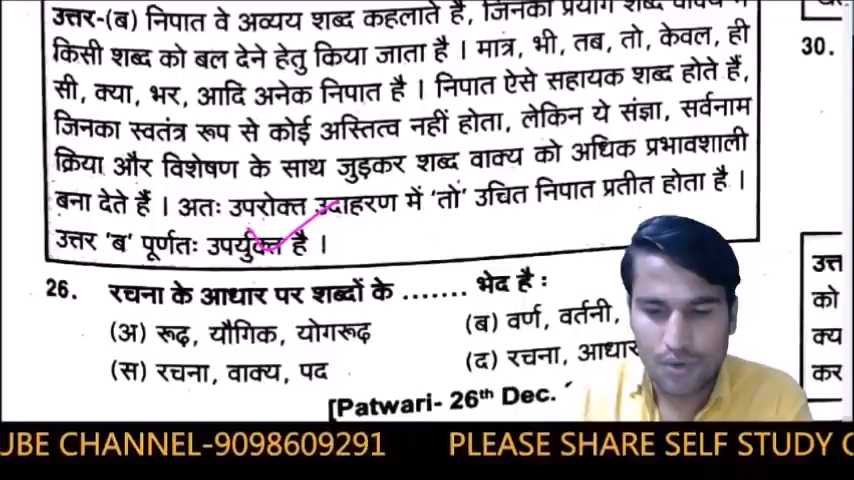 उत्तर-(ब) निपात वे अव्यय शब्द कहलाते है, जिनका प्रयोग शब्द वाक्य में
किसी शब्द को बल देने हेतु किया जाता है । मात्र, भी, तब, तो, केवल, ही
सी, क्या, भर, आदि अनेक निपात है । निपात ऐसे सहायक शब्द होते हैं,
जिनका स्वतंत्र रूप से कोई अस्तित्व नहीं होता, लेकिन ये संज्ञा, सर्वनाम
क्रिया और विशेषण के साथ जुड़कर शब्द वाक्य को अधिक प्रभावशाली
बना देते हैं । अतः उपरोक्त उदाहरण में 'तो' उचित निपात प्रतीत होता है ।
उत्तर 'ब' पूर्णतः उपर्युक्त है ।
26. रचना के आधार पर शब्दों के ....... भेद है :
(अ) रूढ़, यौगिक, योगरूढ़
(ब) वर्ण, वर्तनी,
(स) रचना, वाक्य, पद
(द) रचना, आधार
[Patwari- 26th Dec.
30.
उत्त
को
क्य
कर
UBE CHANNEL-9098609291 PLEASE SHARE SELF STUDY